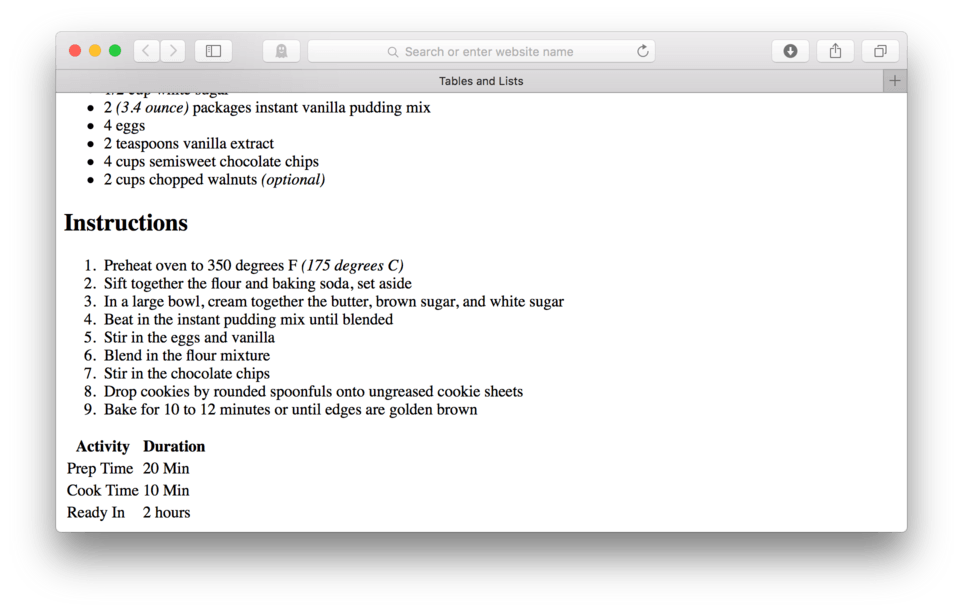 Search or enter website name
Tables and Lists
1/2 cup white sugar
2 (3.4 ounce) packages instant vanilla pudding mix
4 eggs
2 teaspoons vanilla extract
4 cups semisweet chocolate chips
2 cups chopped walnuts (optional)
Instructions
1. Preheat oven to 350 degrees F (175 degrees C)
2. Sift together the flour and baking soda, set aside
3. In a large bowl, cream together the butter, brown sugar, and white sugar
4. Beat in the instant pudding mix until blended
5. Stir in the eggs and vanilla
6. Blend in the flour mixture
7. Stir in the chocolate chips
8. Drop cookies by rounded spoonfuls onto ungreased cookie sheets
9. Bake for 10 to 12 minutes or until edges are golden brown
Activity Duration
Prep Time 20 Min
Cook Time 10 Min
Ready In 2 hours